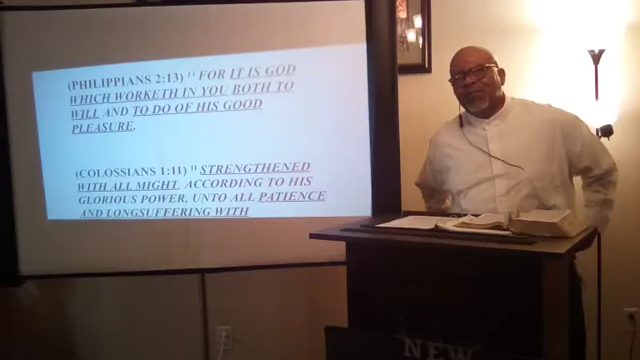 (PHILIPPIANS 2:13) 13 FOR IT IS GOD
WHICH WORKETH IN YOU BOTH TO
WILL AND TO DO OF HIS GOOD
PLEASURE.
(COLOSSIANS 1:11) 11 STRENGTHENED
WITH ALL MIGHT, ACCORDING TO HIS
GLORIOUS POWER, UNTO ALL PATIENCE
AND LONGSUFFERING WITH
NEW